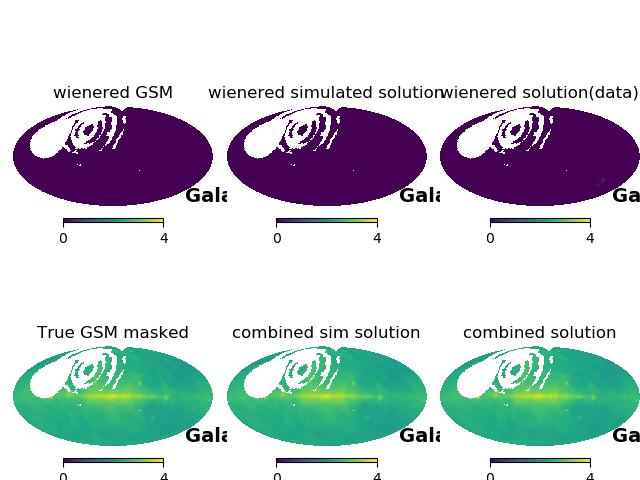 wienered GSM
wienered simulated solution
wienered solution(data)
Gala
Gala
Ga
0 4
0 4
0 4
True GSM masked
combined sim solution
combined solution
Gala
Gala
Ga
0 4
0 4
0 4